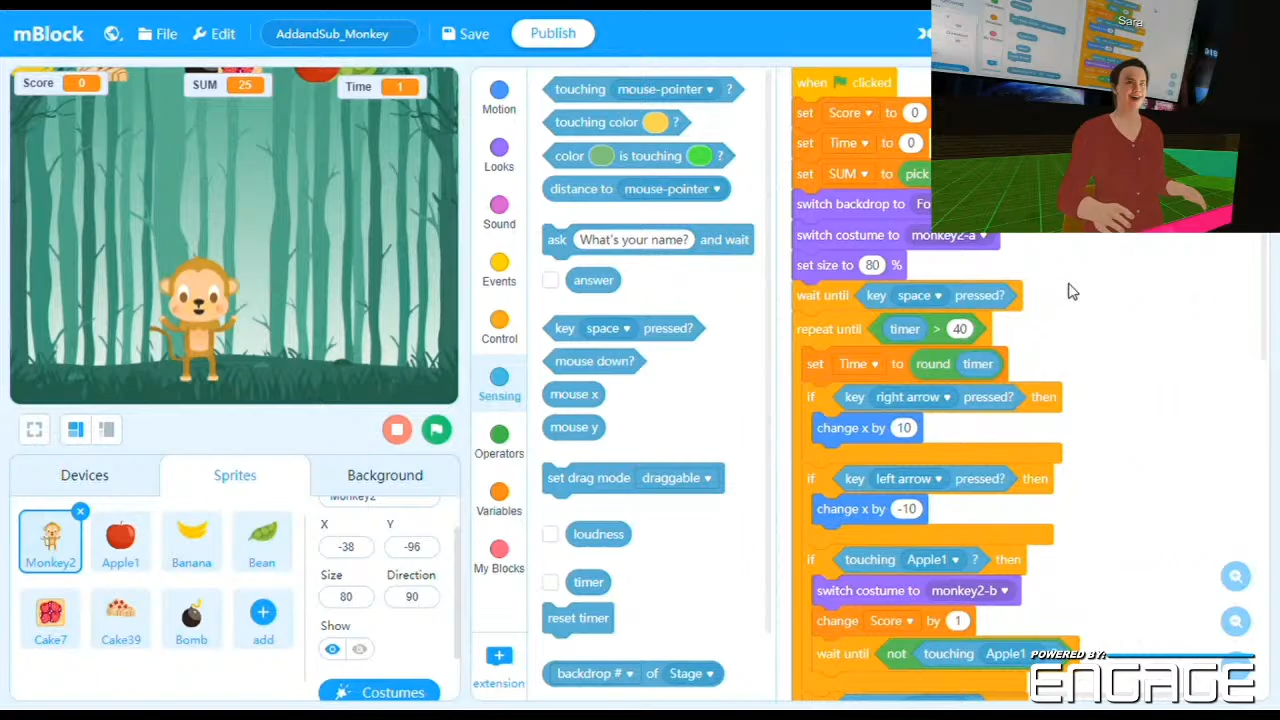 mBlock File Edit AddandSub_Monkey Save Publish
Sara
Score 0 SUM 25 Time 1
Motion
Looks
Sound
Events
Control
Sensing
Operators
Variables
My Blocks
extension
touching mouse-pointer ?
touching color ?
color is touching ?
distance to mouse-pointer
ask What's your name? and wait
answer
key space pressed?
mouse down?
mouse x
mouse y
set drag mode draggable
loudness
timer
reset timer
backdrop # of Stage
when clicked
set Score to 0
set Time to 0
set SUM to pick
switch backdrop to Fo
switch costume to monkey2-a
set size to 80 %
wait until key space pressed?
repeat until timer > 40
set Time to round timer
if key right arrow pressed? then
change x by 10
if key left arrow pressed? then
change x by -10
if touching Apple1 ? then
switch costume to monkey2-b
change Score by 1
wait until not touching Apple1
Devices Sprites Background
Monkey2 Apple1 Banana Bean
Cake7 Cake39 Bomb add
Monkey2
X Y
-38 -96
Size Direction
80 90
Show
Costumes
POWERED BY:
ENGAGE